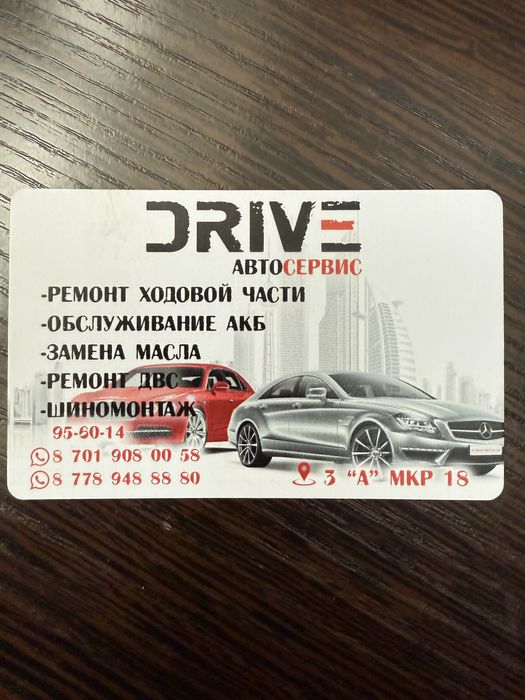 DRIVE
АВТОСЕРВИС
-РЕМОНТ ХОДОВОЙ ЧАСТИ
-ОБСЛУЖИВАНИЕ АКБ
-ЗАМЕНА МАСЛА
-РЕМОНТ ДВС
-ШИНОМОНТАЖ
95-60-14
8 701 908 00 58
8 778 948 88 80
3 “А” МКР 18